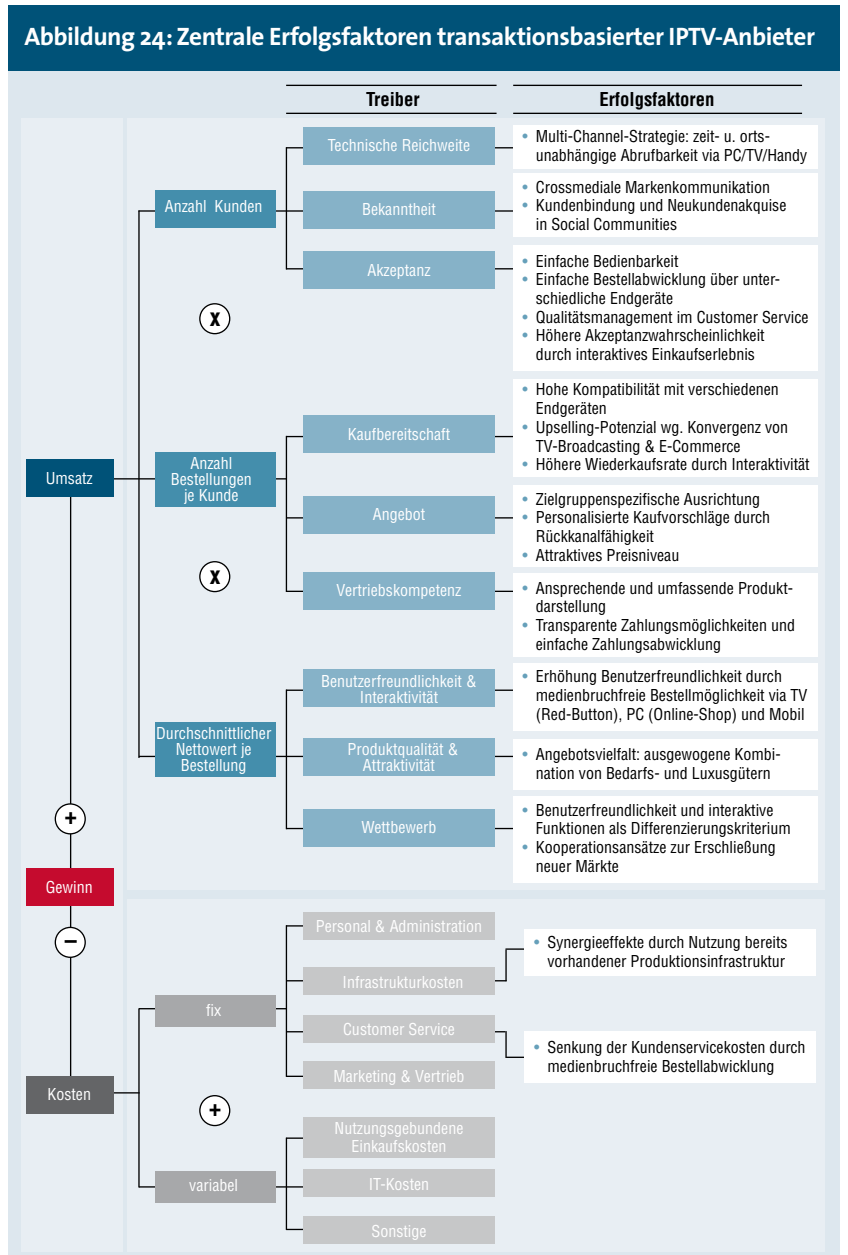 Abbildung 24: Zentrale Erfolgsfaktoren transaktionsbasierter IPTV-Anbieter
Treiber
Erfolgsfaktoren
Umsatz
Anzahl Kunden
Technische Reichweite
• Multi-Channel-Strategie: zeit- u. orts-
unabhängige Abrufbarkeit via PC/TV/Handy
Bekanntheit
• Crossmediale Markenkommunikation
• Kundenbindung und Neukundenakquise
in Social Communities
Akzeptanz
• Einfache Bedienbarkeit
• Einfache Bestellabwicklung über unter-
schiedliche Endgeräte
• Qualitätsmanagement im Customer Service
• Höhere Akzeptanzwahrscheinlichkeit
durch interaktives Einkaufserlebnis
x
Anzahl
Bestellungen
je Kunde
Kaufbereitschaft
• Hohe Kompatibilität mit verschiedenen
Endgeräten
• Upselling-Potenzial wg. Konvergenz von
TV-Broadcasting & E-Commerce
• Höhere Wiederkaufsrate durch Interaktivität
Angebot
• Zielgruppenspezifische Ausrichtung
• Personalisierte Kaufvorschläge durch
Rückkanalfähigkeit
• Attraktives Preisniveau
Vertriebskompetenz
• Ansprechende und umfassende Produkt-
darstellung
• Transparente Zahlungsmöglichkeiten und
einfache Zahlungsabwicklung
x
Durchschnittlicher
Nettowert je
Bestellung
Benutzerfreundlichkeit &
Interaktivität
• Erhöhung Benutzerfreundlichkeit durch
medienbruchfreie Bestellmöglichkeit via TV
(Red-Button), PC (Online-Shop) und Mobil
Produktqualität &
Attraktivität
• Angebotsvielfalt: ausgewogene Kombi-
nation von Bedarfs- und Luxusgütern
Wettbewerb
• Benutzerfreundlichkeit und interaktive
Funktionen als Differenzierungskriterium
• Kooperationsansätze zur Erschließung
neuer Märkte
+
Gewinn
−
Kosten
fix
Personal & Administration
Infrastrukturkosten
• Synergieeffekte durch Nutzung bereits
vorhandener Produktionsinfrastruktur
Customer Service
• Senkung der Kundenservicekosten durch
medienbruchfreie Bestellabwicklung
Marketing & Vertrieb
+
variabel
Nutzungsgebundene
Einkaufskosten
IT-Kosten
Sonstige